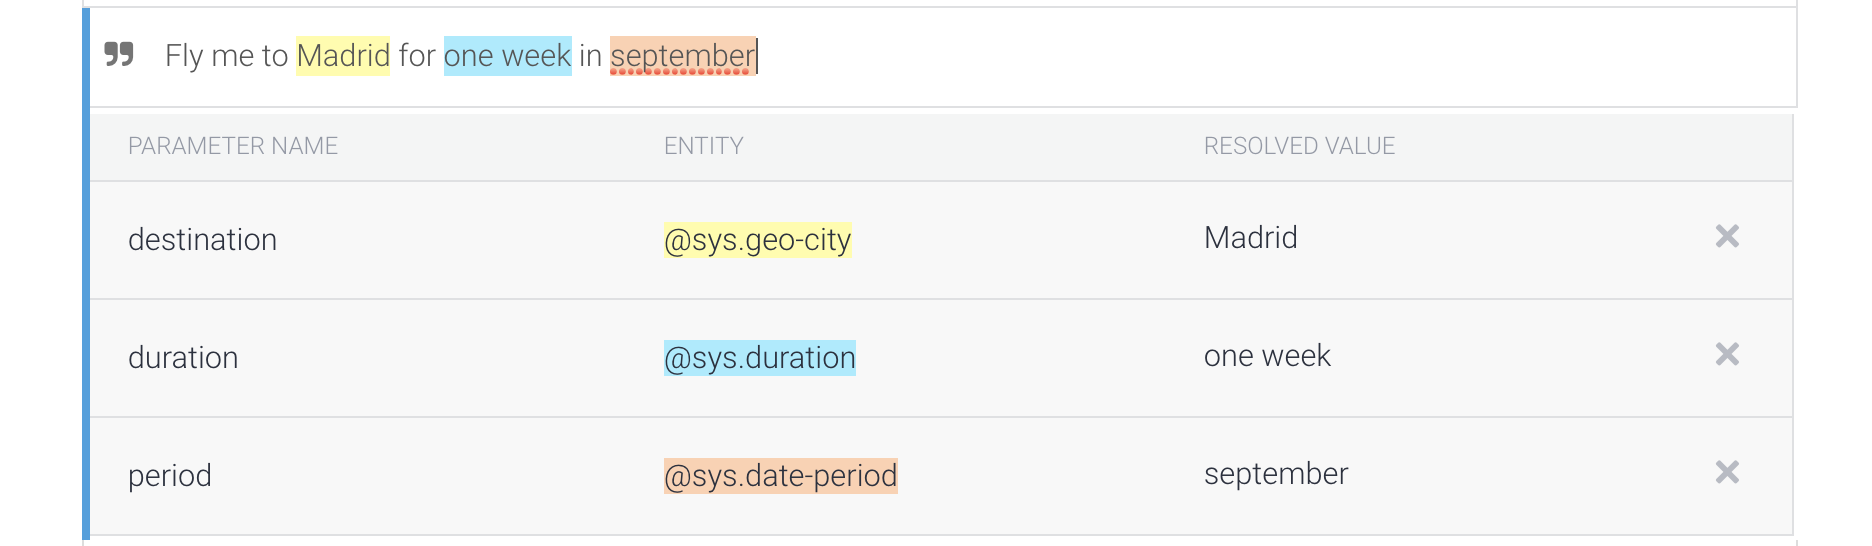 Fly me to Madrid for one week in september
PARAMETER NAME ENTITY RESOLVED VALUE
destination @sys.geo-city Madrid
duration @sys.duration one week
period @sys.date-period september